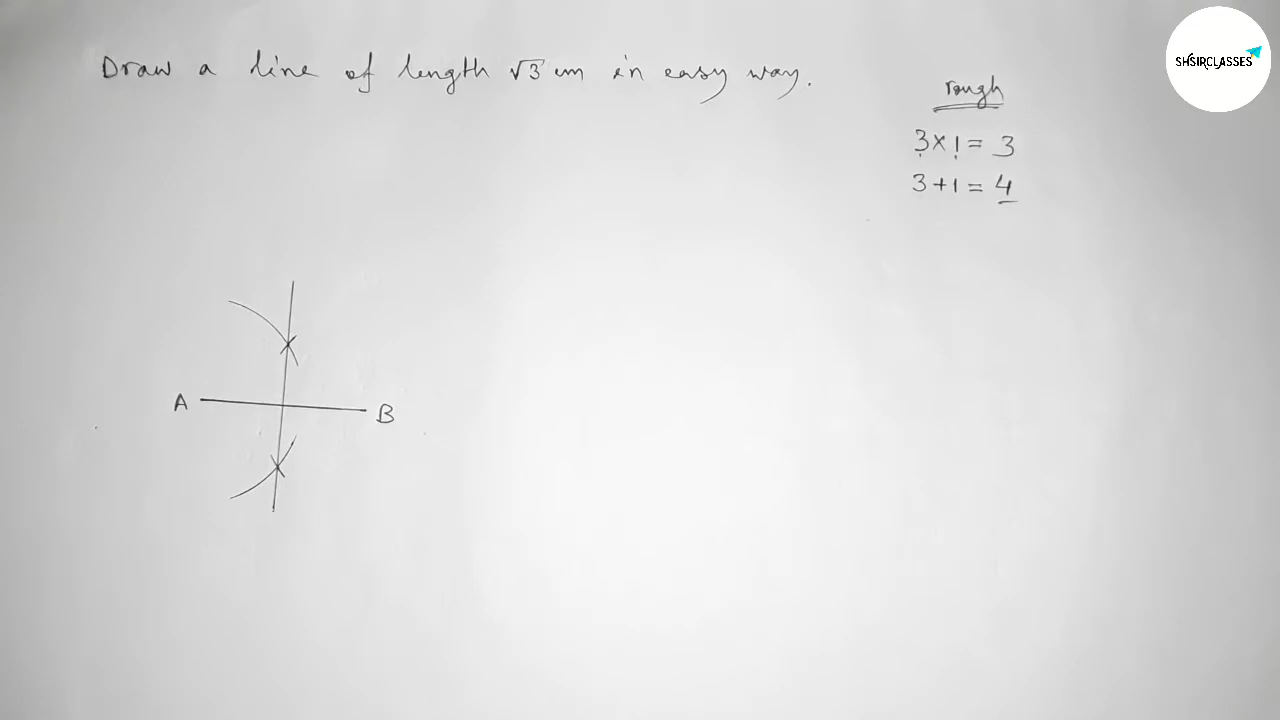 Draw a line of length √3 cm in easy way.
SHSIRCLASSES
rough
3 × 1 = 3
3 + 1 = 4
A
B